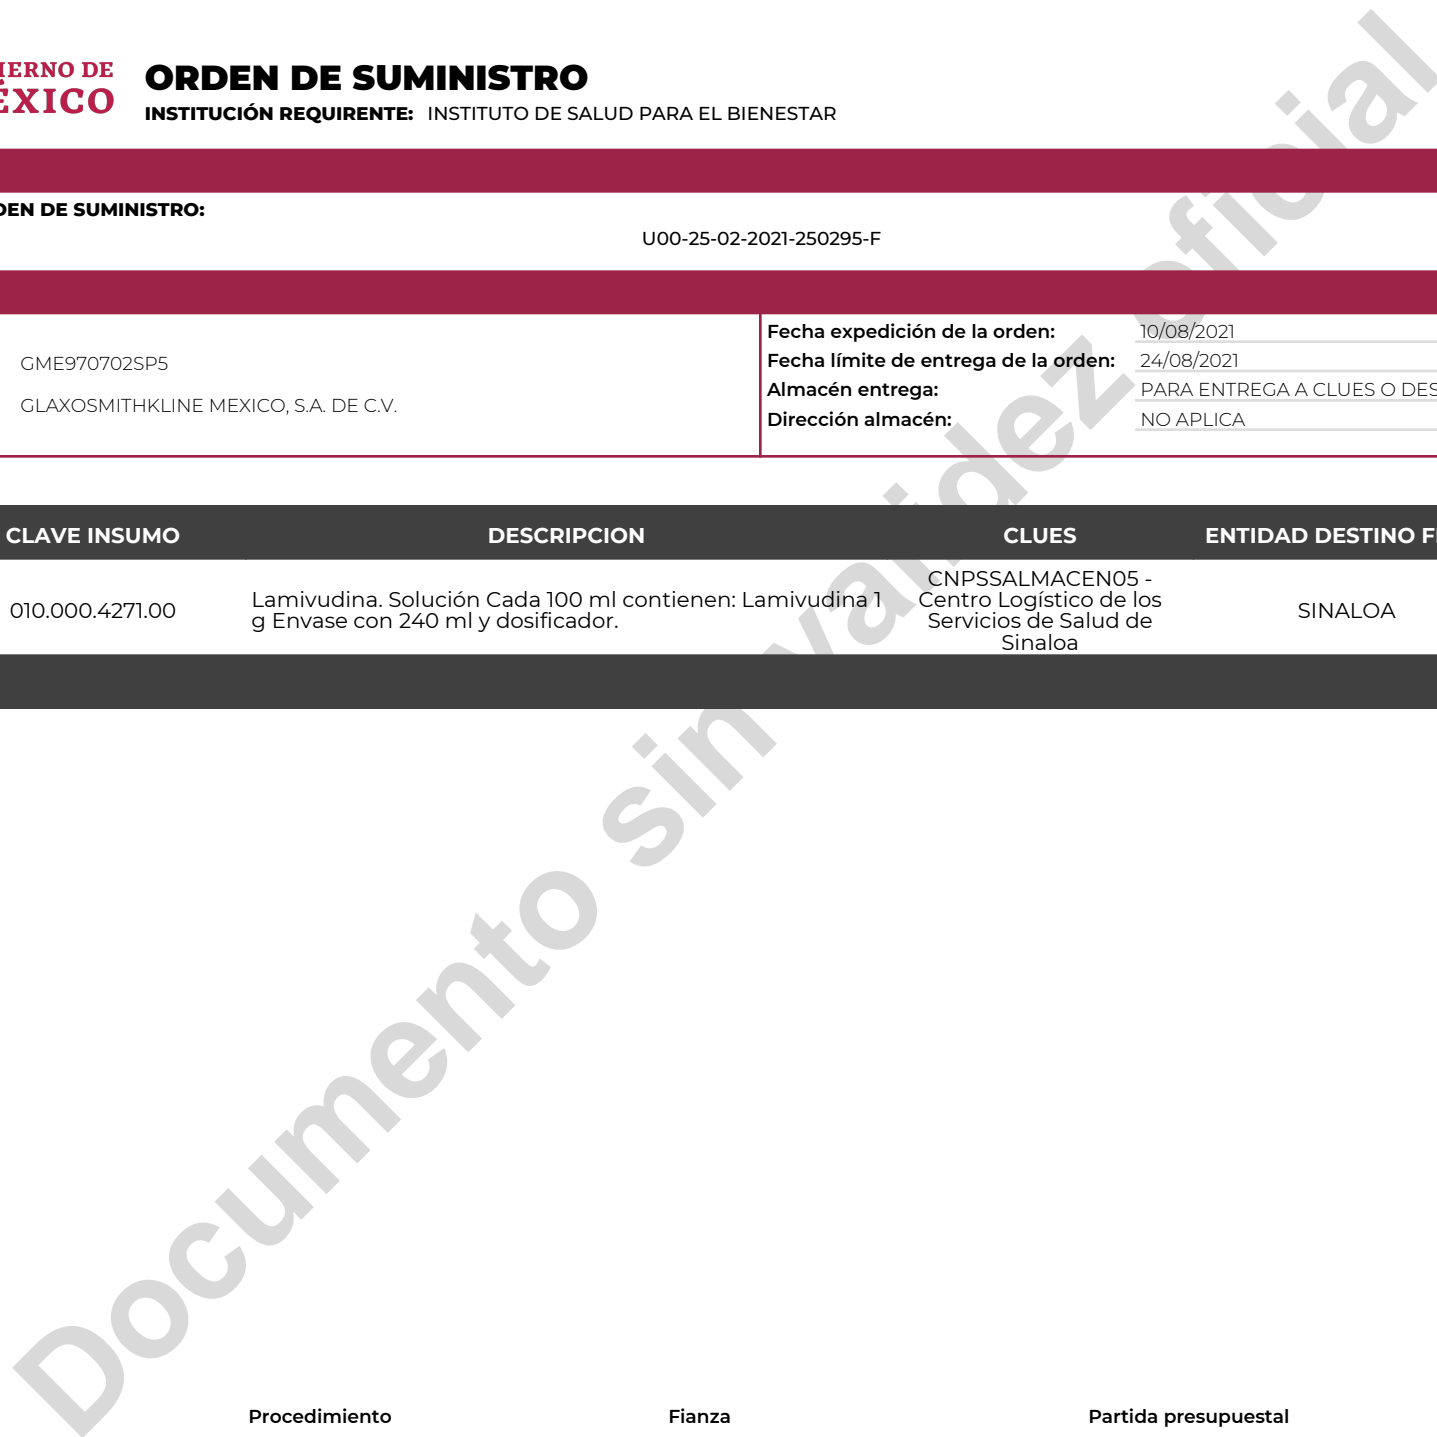 IERNO DE
ÉXICO
ORDEN DE SUMINISTRO
INSTITUCIÓN REQUIRENTE: INSTITUTO DE SALUD PARA EL BIENESTAR
DEN DE SUMINISTRO:
U00-25-02-2021-250295-F
GME970702SP5
GLAXOSMITHKLINE MEXICO, S.A. DE C.V.
Fecha expedición de la orden: 10/08/2021
Fecha límite de entrega de la orden: 24/08/2021
Almacén entrega: PARA ENTREGA A CLUES O DES
Dirección almacén: NO APLICA
CLAVE INSUMO DESCRIPCION CLUES ENTIDAD DESTINO F
010.000.4271.00
Lamivudina. Solución Cada 100 ml contienen: Lamivudina 1
g Envase con 240 ml y dosificador.
CNPSSALMACEN05 -
Centro Logístico de los
Servicios de Salud de
Sinaloa
SINALOA
Documento sin validez oficial
Procedimiento Fianza Partida presupuestal